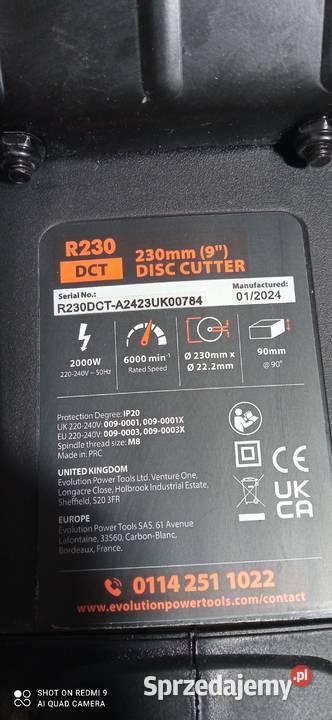 R230
DCT
230mm (9")
DISC CUTTER
Serial No.:
Manufactured:
R230DCT-A2423UK00784
01/2024
2000W
220-240V ~ 50Hz
6000 min-1
Rated Speed
Ø 230mm x
Ø 22.2mm
90mm
@ 90°
Protection Degree: IP20
UK 220-240V: 009-0001, 009-0001X
EU 220-240V: 009-0003, 009-0003X
Spindle thread size: M8
Made in: PRC
UNITED KINGDOM
Evolution Power Tools Ltd. Venture One,
Longacre Close, Holbrook Industrial Estate,
Sheffield, S20 3FR
EUROPE
Evolution Power Tools SAS. 61 Avenue
Lafontaine, 33560, Carbon-Blanc,
Bordeaux, France.
CE
UK
CA
0114 251 1022
www.evolutionpowertools.com/contact
SHOT ON REDMI 9
AI QUAD CAMERA
Sprzedajemy.pl